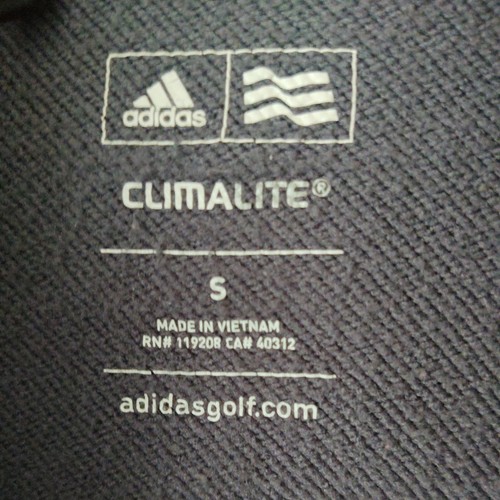 adidas
CLIMALITE®
S
MADE IN VIETNAM
RN# 119208 CA# 40312
adidasgolf.com